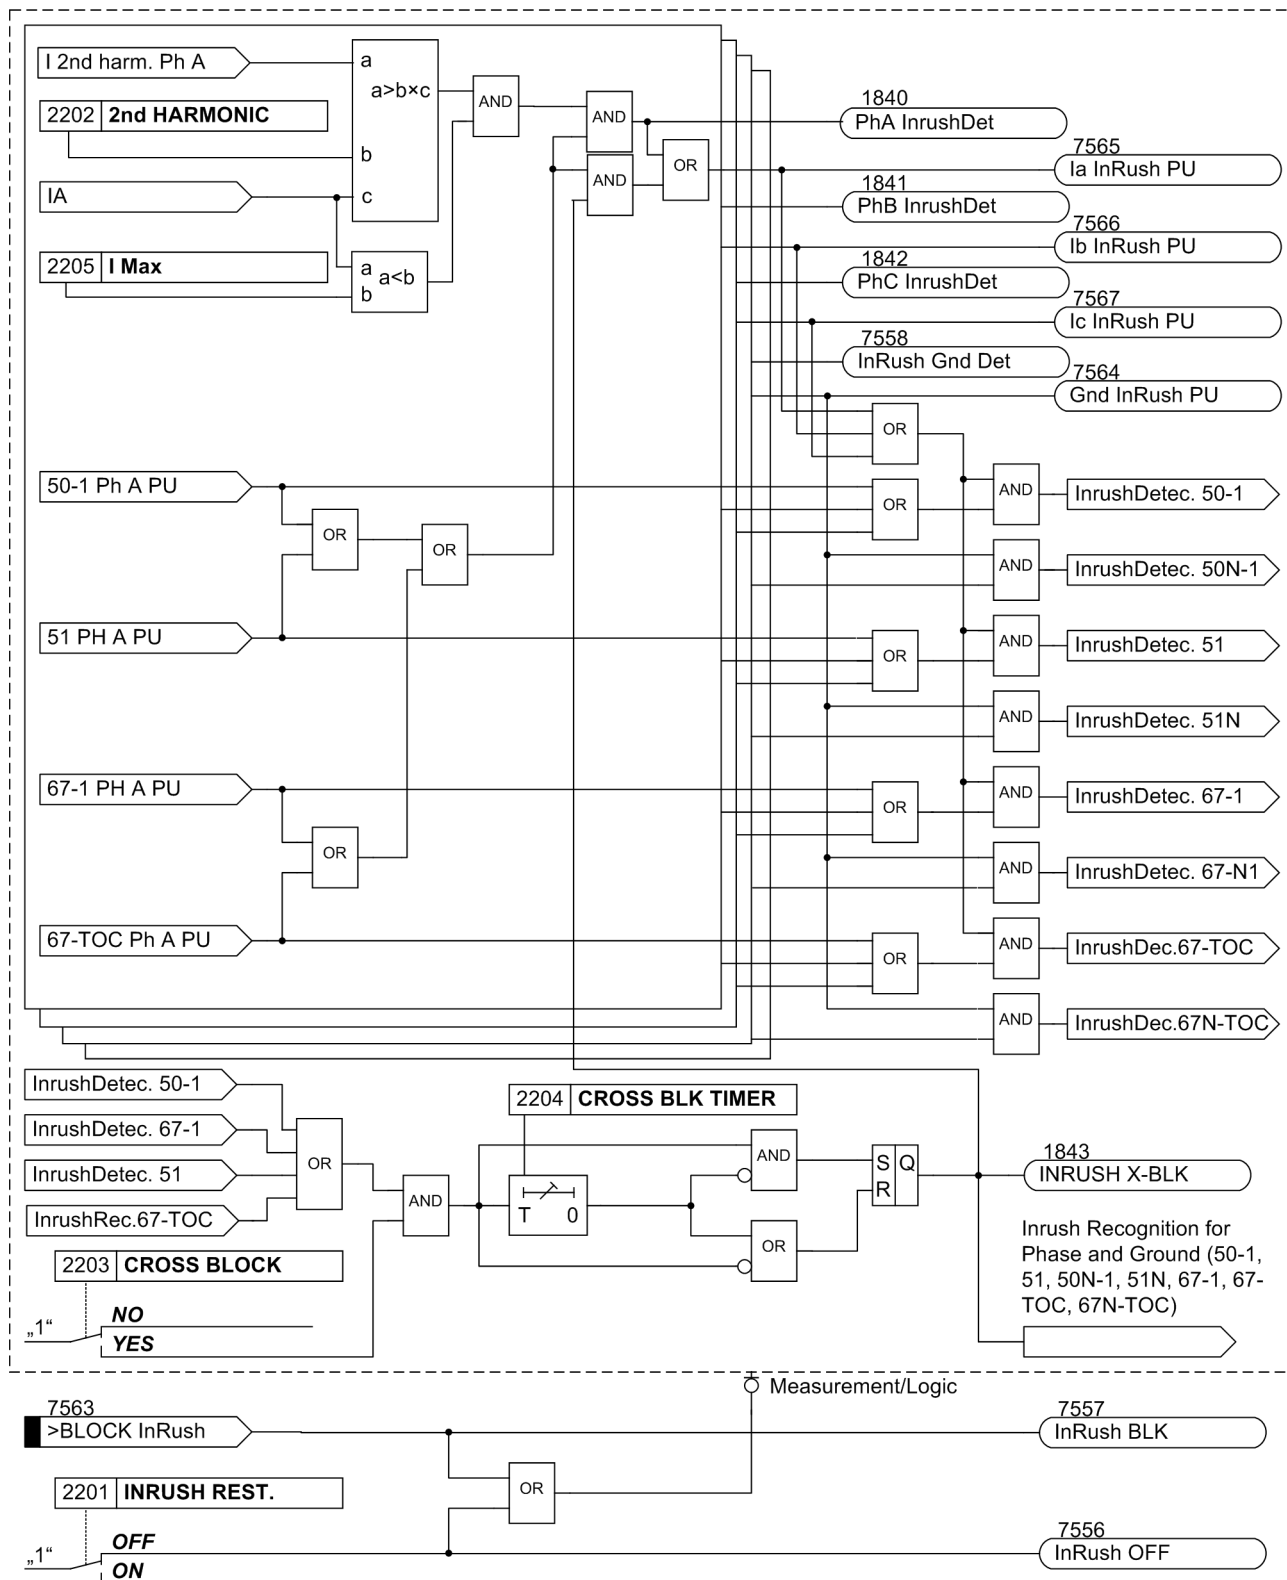 I 2nd harm. Ph A
a
a>b×c
b
c
2202 2nd HARMONIC
IA
2205 I Max
a
b
a<b
AND
AND
AND
OR
1840
PhA InrushDet
7565
Ia InRush PU
1841
PhB InrushDet
7566
Ib InRush PU
1842
PhC InrushDet
7567
Ic InRush PU
7558
InRush Gnd Det
7564
Gnd InRush PU
OR
50-1 Ph A PU
OR
OR
OR
AND
InrushDetec. 50-1
AND
InrushDetec. 50N-1
51 PH A PU
OR
AND
InrushDetec. 51
AND
InrushDetec. 51N
67-1 PH A PU
OR
OR
AND
InrushDetec. 67-1
AND
InrushDetec. 67-N1
67-TOC Ph A PU
OR
AND
InrushDec.67-TOC
AND
InrushDec.67N-TOC
InrushDetec. 50-1
InrushDetec. 67-1
InrushDetec. 51
InrushRec.67-TOC
OR
AND
2204 CROSS BLK TIMER
T 0
AND
OR
S Q
R
1843
INRUSH X-BLK
2203 CROSS BLOCK
„1“
NO
YES
Inrush Recognition for
Phase and Ground (50-1,
51, 50N-1, 51N, 67-1, 67-
TOC, 67N-TOC)
Measurement/Logic
7563
>BLOCK InRush
OR
7557
InRush BLK
2201 INRUSH REST.
„1“
OFF
ON
7556
InRush OFF